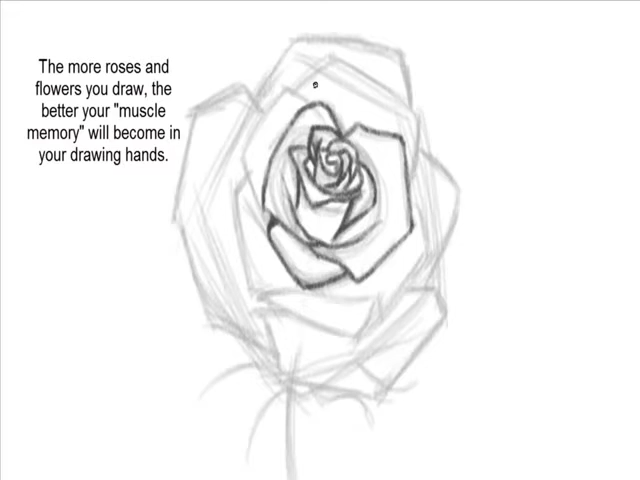 The more roses and
flowers you draw, the
better your "muscle
memory" will become in
your drawing hands.